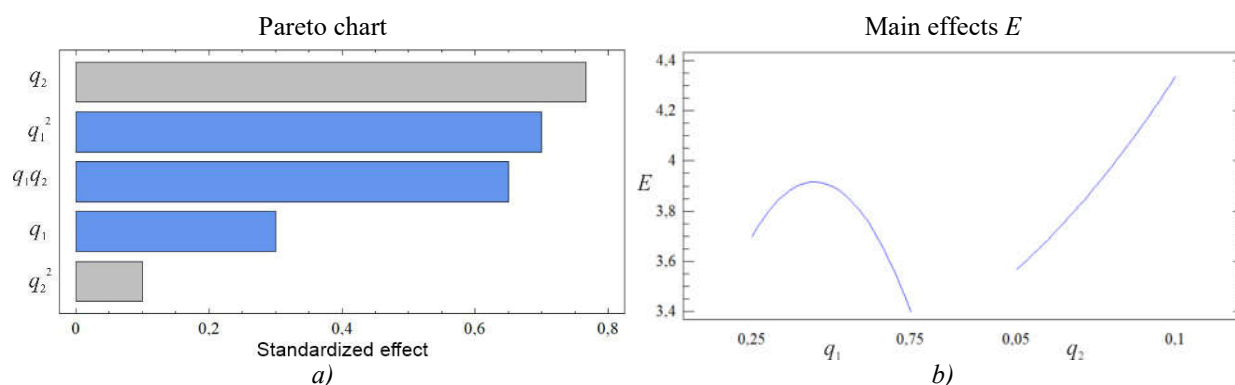 Pareto chart
q₂
q₁²
q₁q₂
q₁
q₂²
0 0,2 0,4 0,6 0,8
Standardized effect
a)
Main effects E
4,4
4,2
4
3,8
3,6
3,4
E
0,25 0,75 0,05 0,1
q₁ q₂
b)